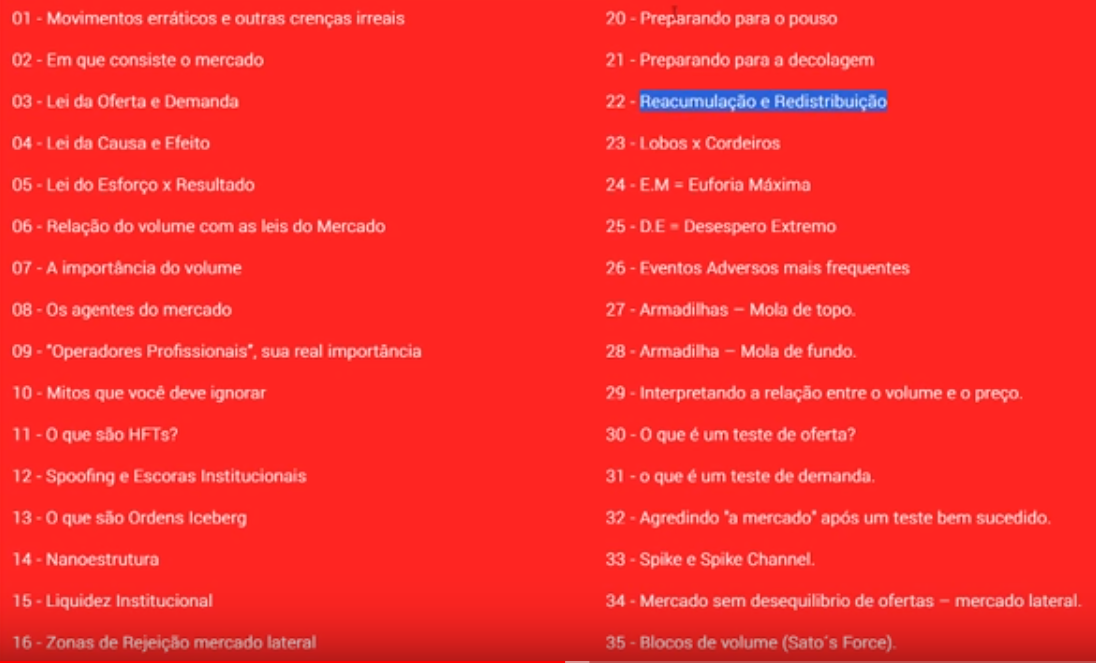 01 - Movimentos erráticos e outras crenças irreais
02 - Em que consiste o mercado
03 - Lei da Oferta e Demanda
04 - Lei da Causa e Efeito
05 - Lei do Esforço x Resultado
06 - Relação do volume com as leis do Mercado
07 - A importância do volume
08 - Os agentes do mercado
09 - "Operadores Profissionais", sua real importância
10 - Mitos que você deve ignorar
11 - O que são HFTs?
12 - Spoofing e Escoras Institucionais
13 - O que são Ordens Iceberg
14 - Nanoestrutura
15 - Liquidez Institucional
16 - Zonas de Rejeição mercado lateral
20 - Preparando para o pouso
21 - Preparando para a decolagem
22 - Reacumulação e Redistribuição
23 - Lobos x Cordeiros
24 - E.M = Euforia Máxima
25 - D.E = Desespero Extremo
26 - Eventos Adversos mais frequentes
27 - Armadilhas – Mola de topo.
28 - Armadilha – Mola de fundo.
29 - Interpretando a relação entre o volume e o preço.
30 - O que é um teste de oferta?
31 - o que é um teste de demanda.
32 - Agredindo "a mercado" após um teste bem sucedido.
33 - Spike e Spike Channel.
34 - Mercado sem desequilibrio de ofertas – mercado lateral.
35 - Blocos de volume (Sato´s Force).